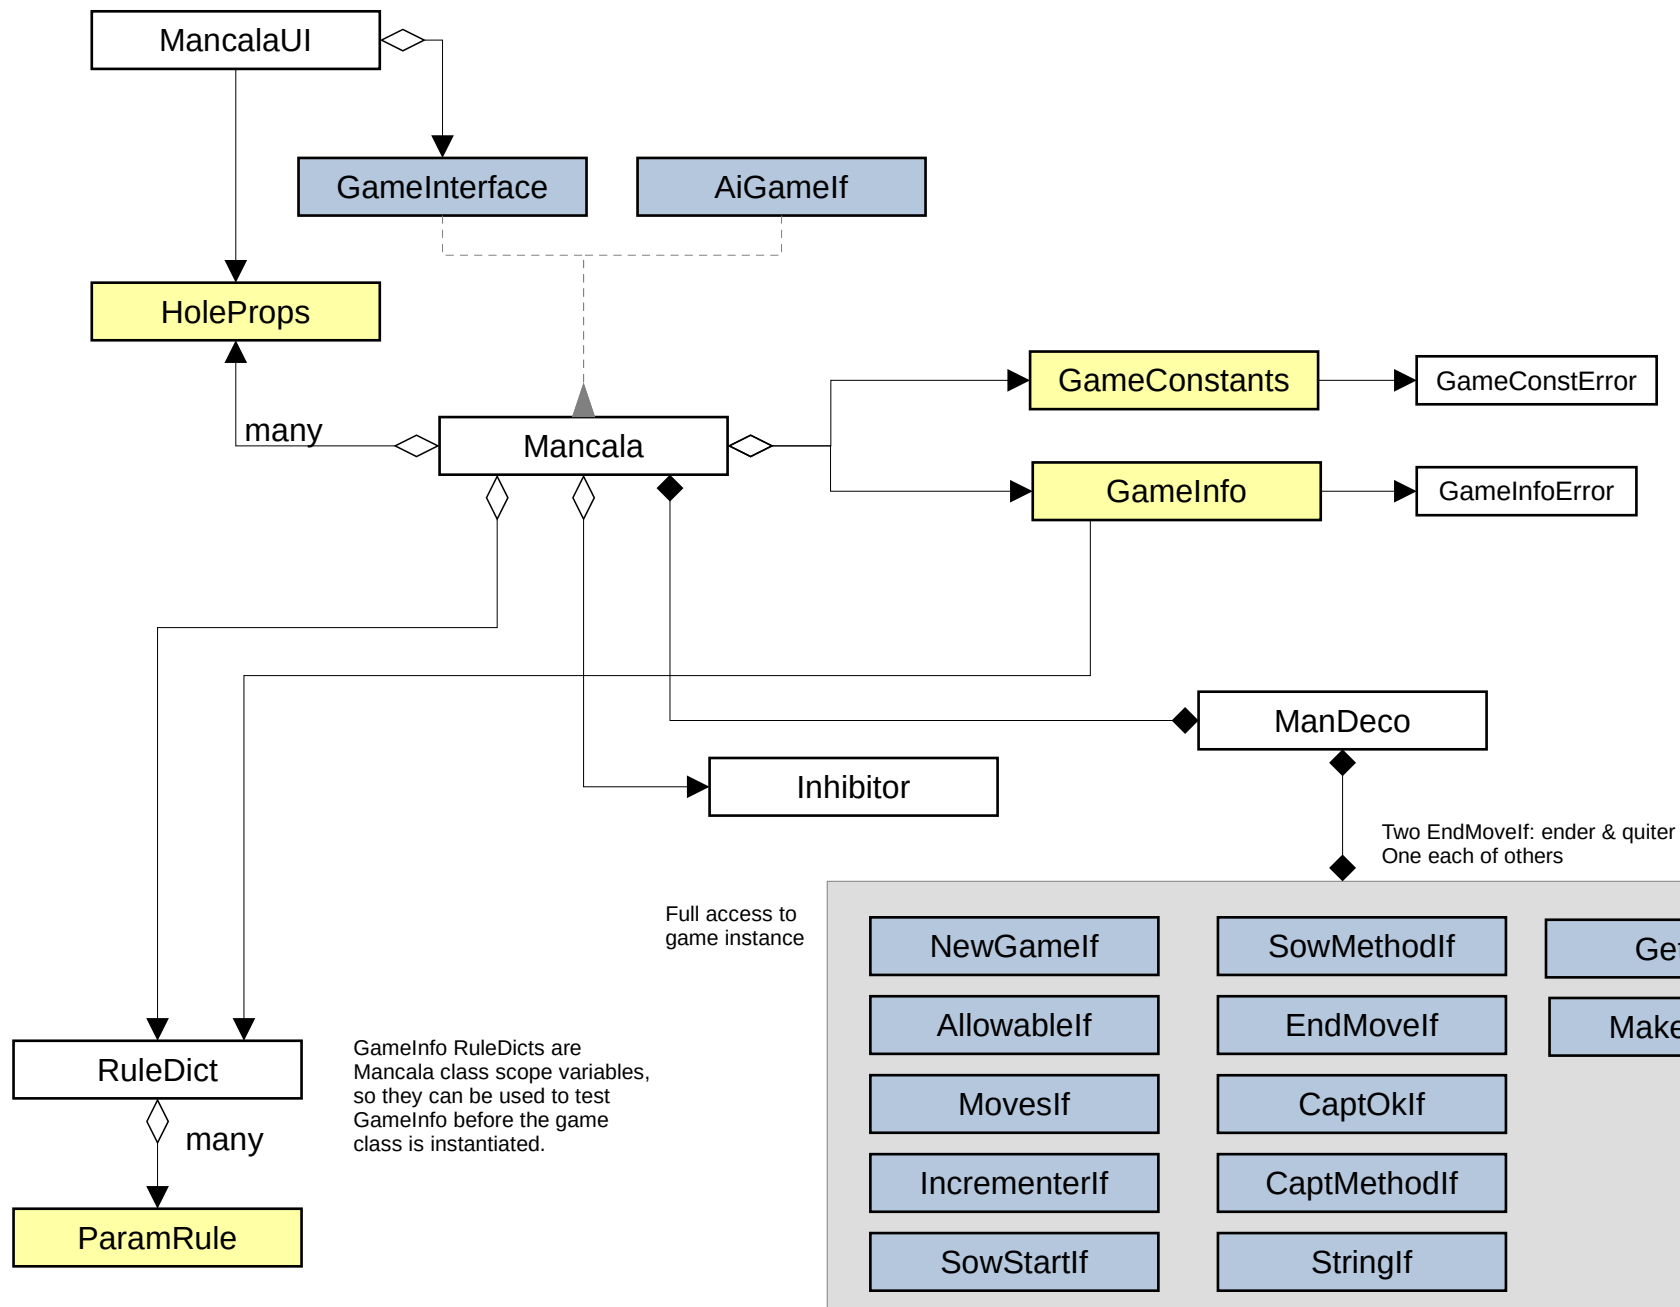 MancalaUI
GameInterface
AiGameIf
HoleProps
GameConstants
GameConstError
many
Mancala
GameInfo
GameInfoError
ManDeco
Inhibitor
Two EndMoveIf: ender & quiter
One each of others
Full access to
game instance
NewGameIf
SowMethodIf
Get
AllowableIf
EndMoveIf
Make
MovesIf
CaptOkIf
IncrementerIf
CaptMethodIf
SowStartIf
StringIf
RuleDict
GameInfo RuleDicts are
Mancala class scope variables,
so they can be used to test
GameInfo before the game
class is instantiated.
many
ParamRule